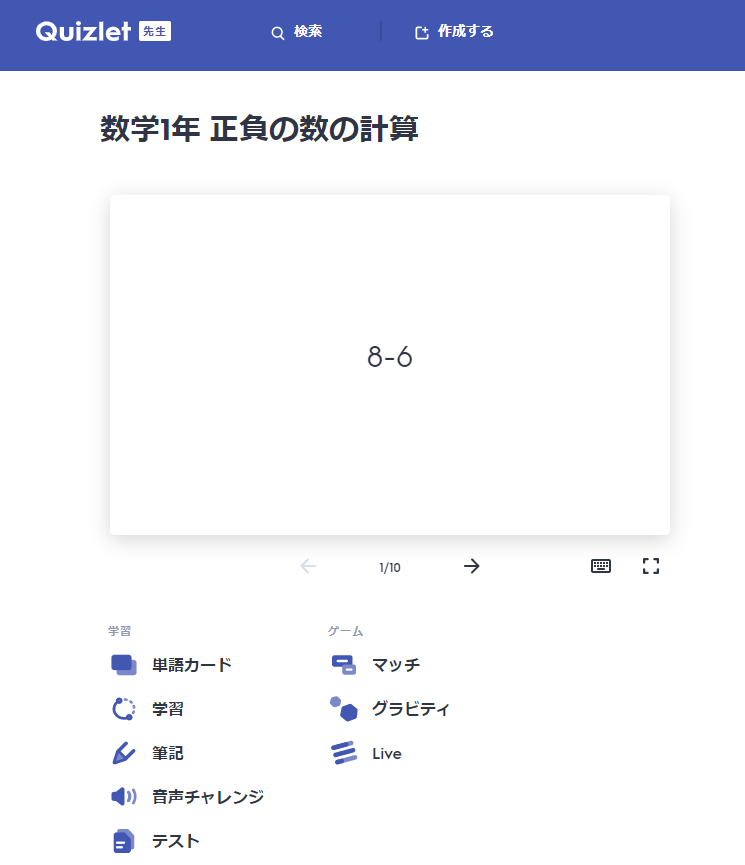 Quizlet 先生 検索 作成する
数学1年 正負の数の計算
8-6
1/10
学習 ゲーム
単語カード マッチ
学習 グラビティ
筆記 Live
音声チャレンジ
テスト